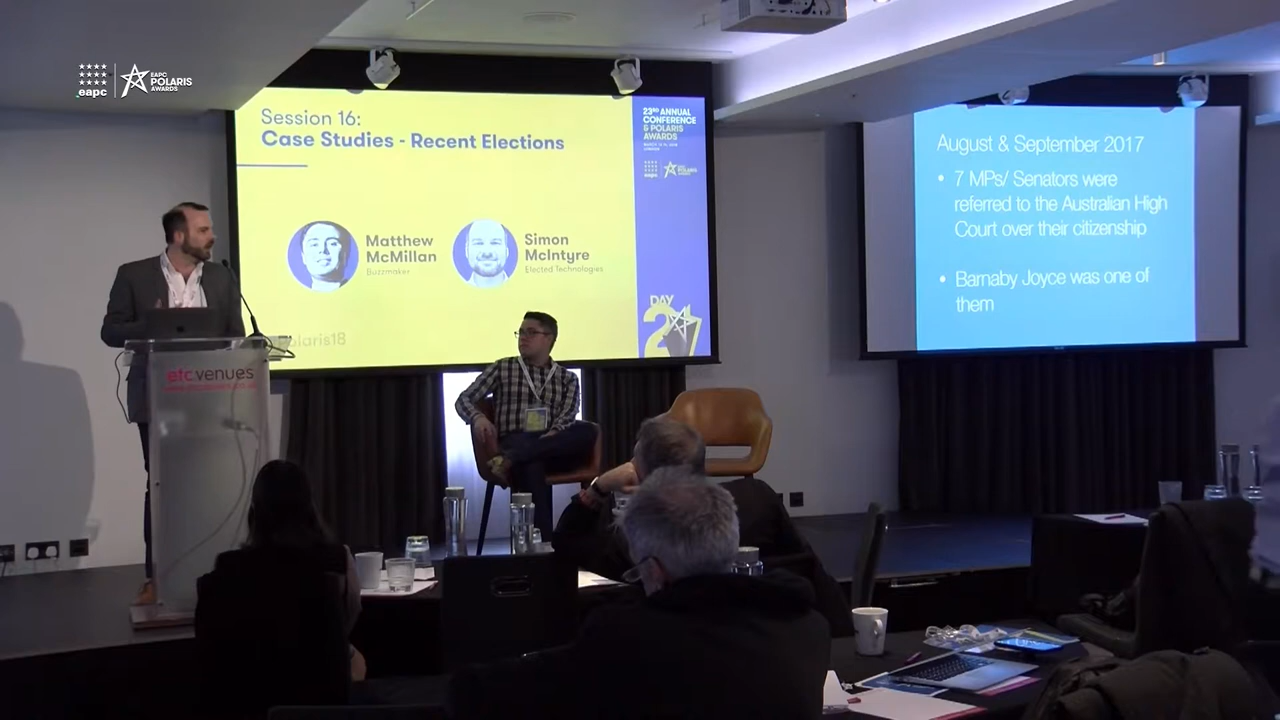 eapc
EAPC
POLARIS
AWARDS
Session 16:
Case Studies - Recent Elections
Matthew
McMillan
Buzzmaker
Simon
McIntyre
Elected Technologies
23RD ANNUAL
CONFERENCE
& POLARIS
AWARDS
DAY
2
olaris18
August & September 2017
• 7 MPs/ Senators were
referred to the Australian High
Court over their citizenship
• Barnaby Joyce was one of
them
etc.venues